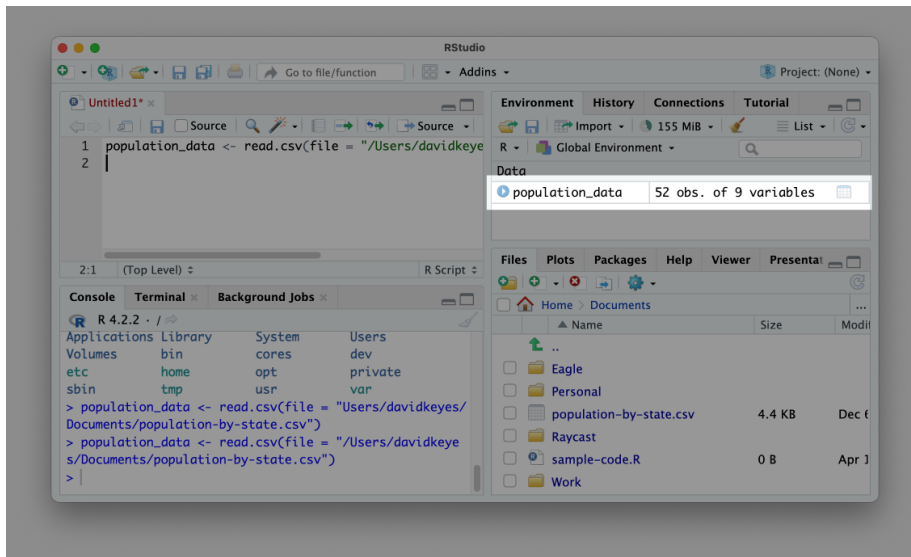 RStudio
Go to file/function
Addins
Project: (None)
Untitled1*
Source
Source
1 population_data <- read.csv(file = "/Users/davidkeye
2
2:1 (Top Level) R Script
Console Terminal Background Jobs
R 4.2.2 · /
Applications Library System Users
Volumes bin cores dev
etc home opt private
sbin tmp usr var
> population_data <- read.csv(file = "Users/davidkeyes/
Documents/population-by-state.csv")
> population_data <- read.csv(file = "/Users/davidkeye
s/Documents/population-by-state.csv")
>
Environment History Connections Tutorial
Import 155 MiB List
R Global Environment
Data
population_data 52 obs. of 9 variables
Files Plots Packages Help Viewer Presentat
Home Documents ...
Name Size Modif
..
Eagle
Personal
population-by-state.csv 4.4 KB Dec 6
Raycast
sample-code.R 0 B Apr 1
Work